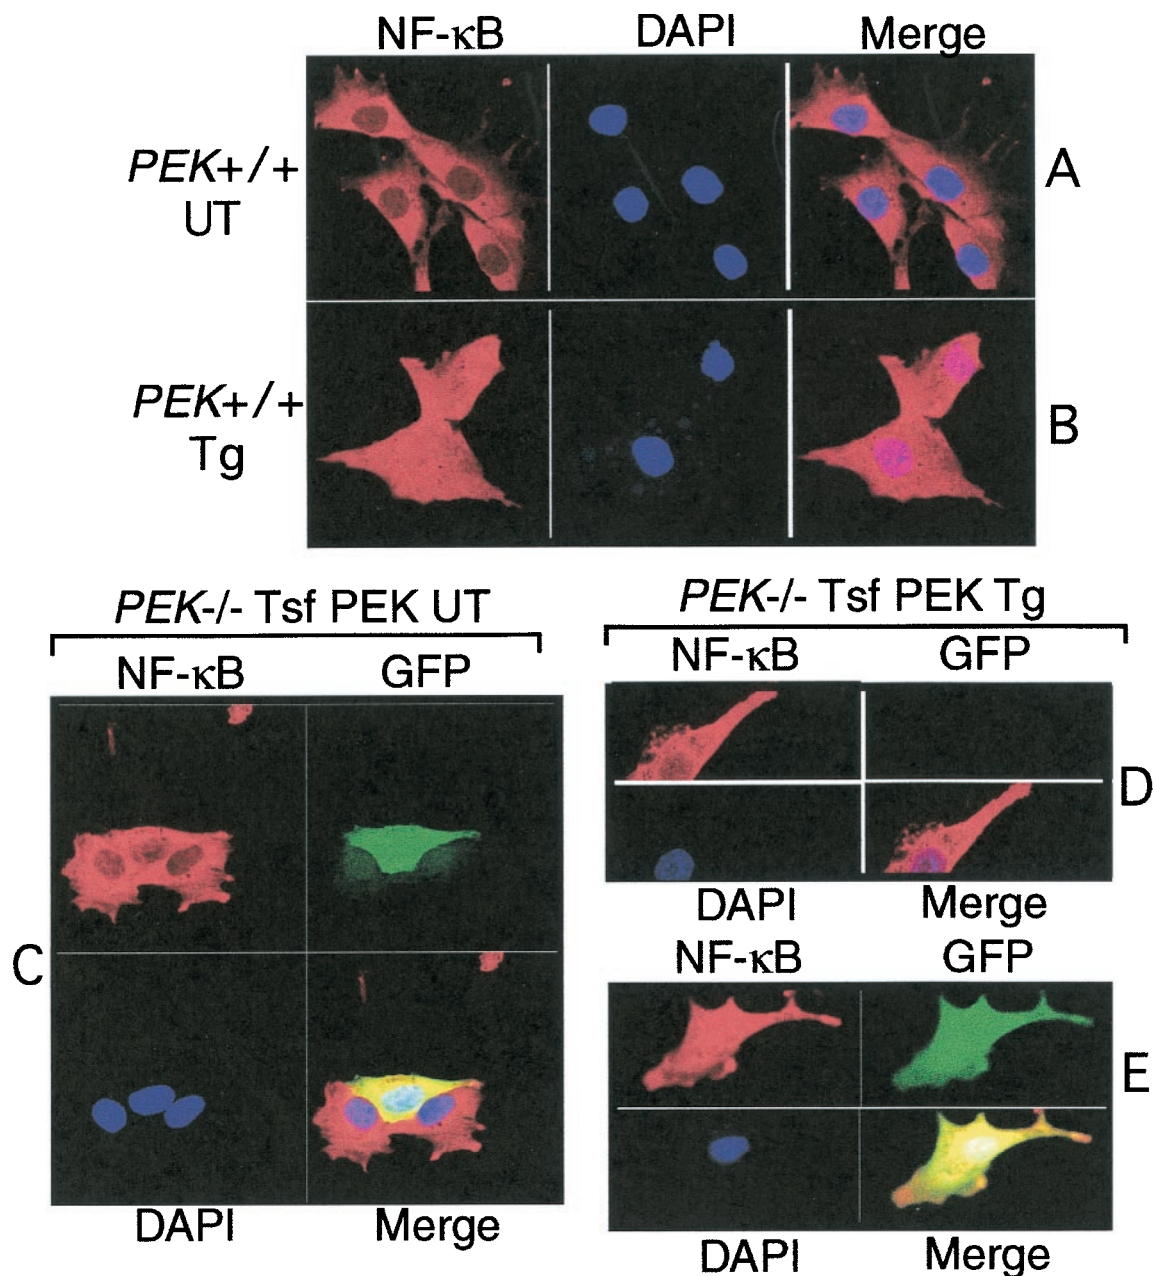 NF-κB DAPI Merge
PEK+/+
UT
A
PEK+/+
Tg
B
PEK-/- Tsf PEK UT
NF-κB GFP
C
DAPI Merge
PEK-/- Tsf PEK Tg
NF-κB GFP
D
DAPI Merge
NF-κB GFP
E
DAPI Merge